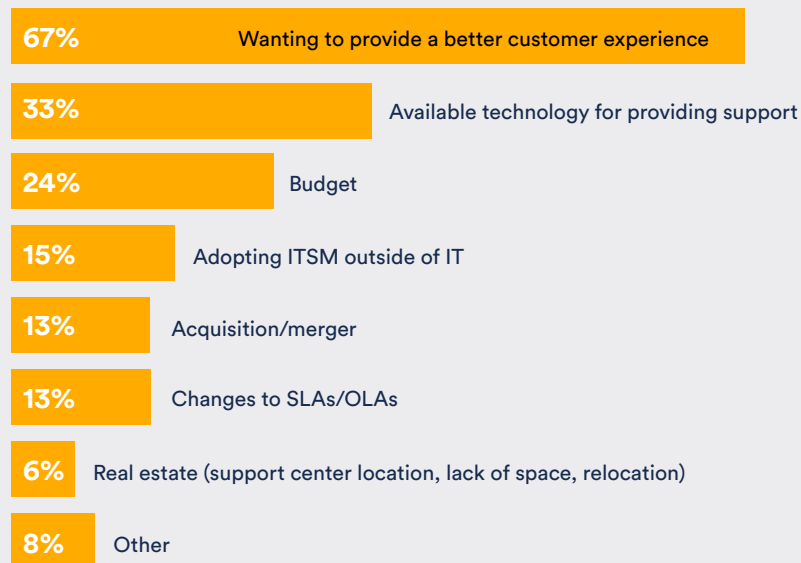 67% Wanting to provide a better customer experience
33% Available technology for providing support
24% Budget
15% Adopting ITSM outside of IT
13% Acquisition/merger
13% Changes to SLAs/OLAs
6% Real estate (support center location, lack of space, relocation)
8% Other